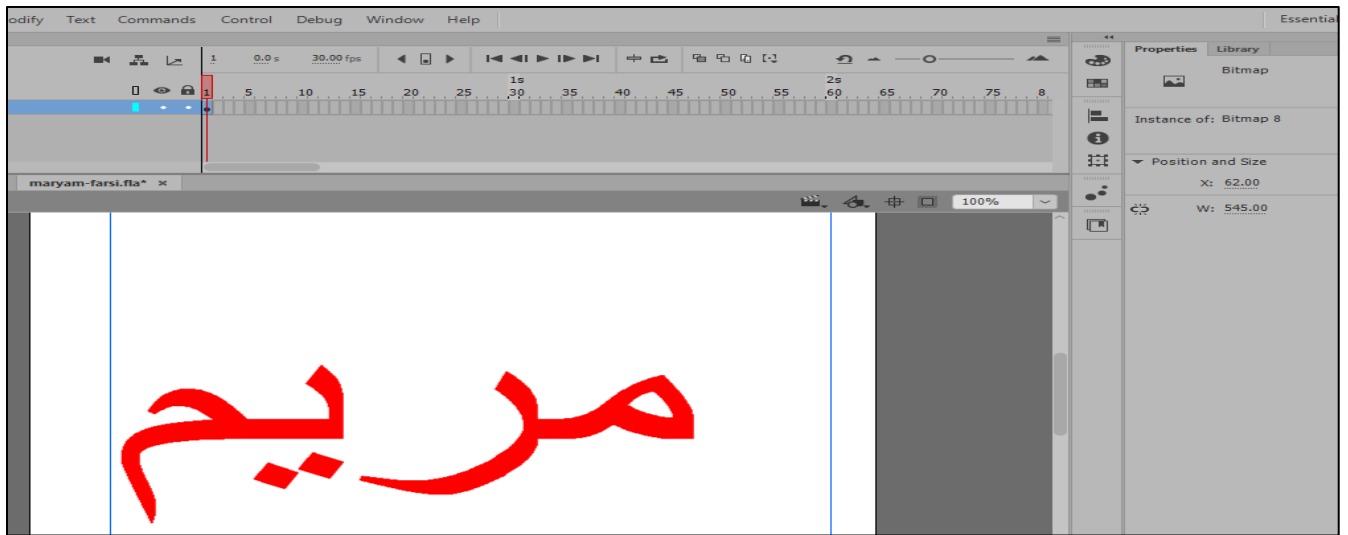 odify Text Commands Control Debug Window Help Essential
Properties Library
1 0.0 s 30.00 fps
Bitmap
1s 2s
1 5 10 15 20 25 30 35 40 45 50 55 60 65 70 75 8
Instance of: Bitmap 8
Position and Size
maryam-farsi.fla* ×
X: 62.00
100%
W: 545.00
مریم